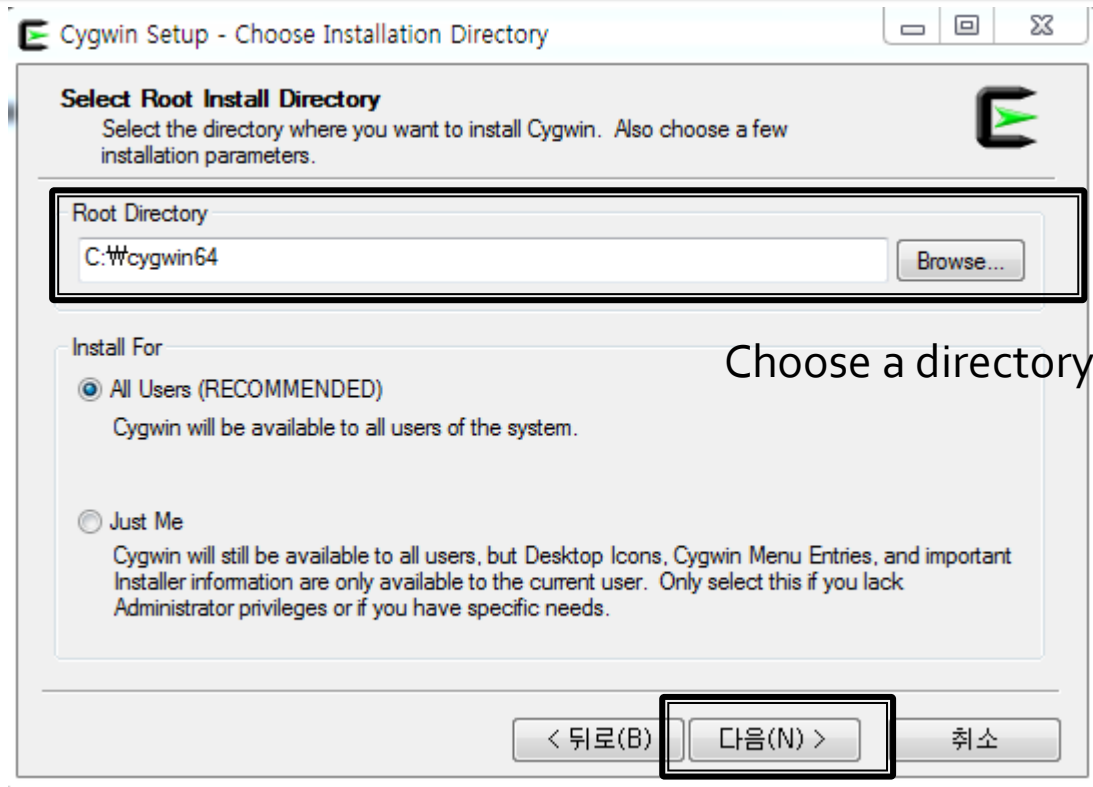 Cygwin Setup - Choose Installation Directory
Select Root Install Directory
Select the directory where you want to install Cygwin. Also choose a few
installation parameters.
Root Directory
C:₩cygwin64
Browse...
Install For
Choose a directory
All Users (RECOMMENDED)
Cygwin will be available to all users of the system.
Just Me
Cygwin will still be available to all users, but Desktop Icons, Cygwin Menu Entries, and important
Installer information are only available to the current user. Only select this if you lack
Administrator privileges or if you have specific needs.
< 뒤로(B)
다음(N) >
취소